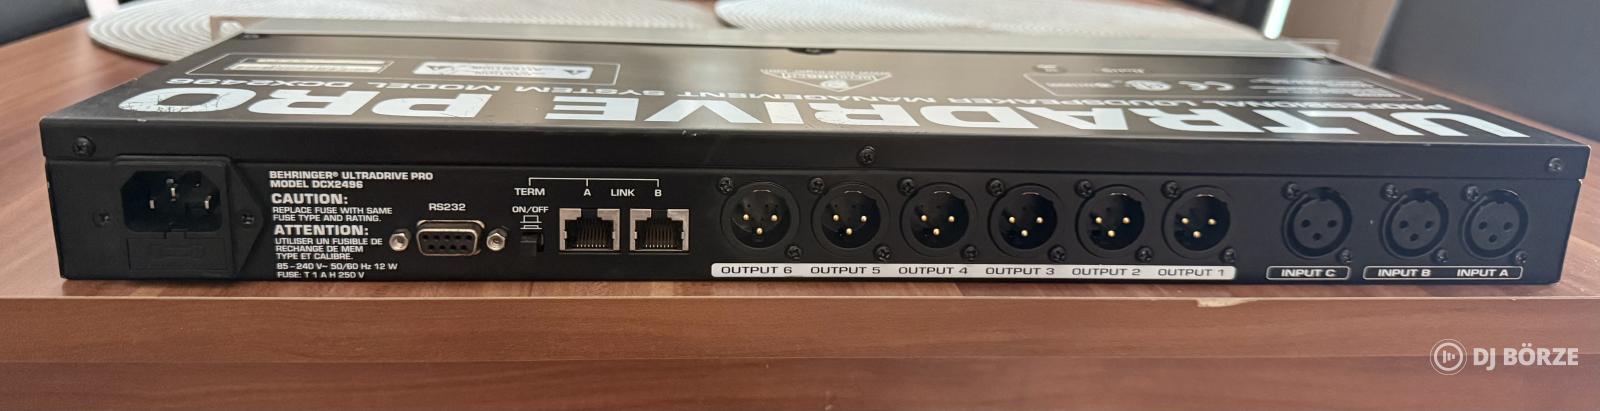 ULTRADRIVE PRO
PROFESSIONAL LOUDSPEAKER MANAGEMENT SYSTEM MODEL DCX2496
BEHRINGER® ULTRADRIVE PRO
MODEL DCX2496
CAUTION:
REPLACE FUSE WITH SAME
FUSE TYPE AND RATING.
ATTENTION:
UTILISER UN FUSIBLE DE
RECHANGE DE MEM
TYPE ET CALIBRE.
85-240 V~ 50/60 Hz 12 W
FUSE: T 1 A H 250 V
RS232
TERM
ON/OFF
A LINK B
OUTPUT 6 OUTPUT 5 OUTPUT 4 OUTPUT 3 OUTPUT 2 OUTPUT 1
INPUT C INPUT B INPUT A
DJ BÖRZE